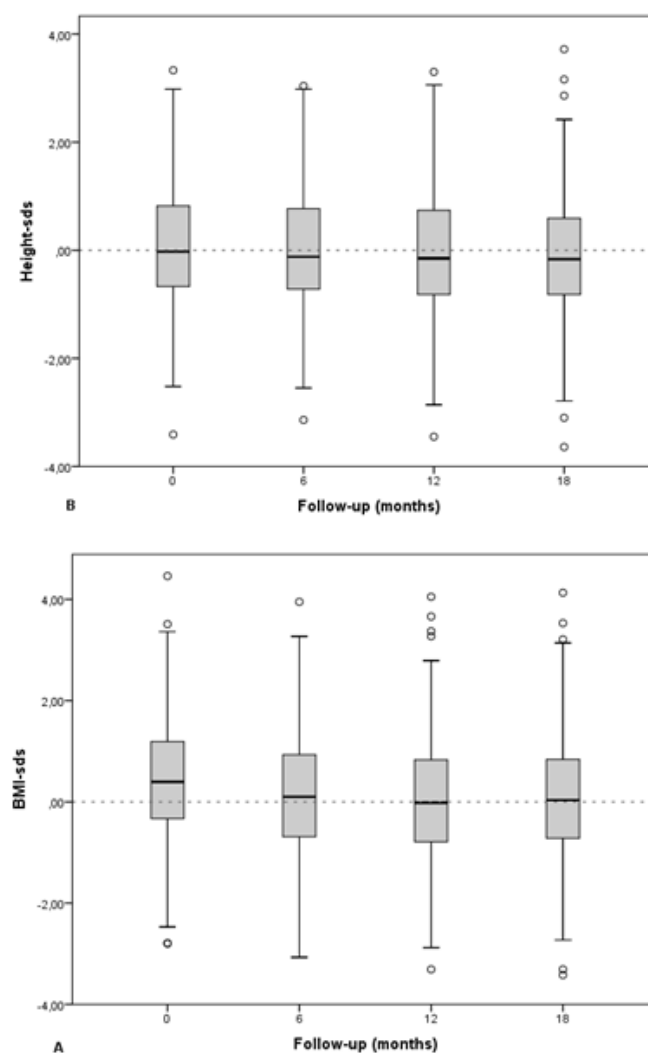 4,00
2,00
,00
-2,00
-4,00
Height-sds
0 6 12 18
B Follow-up (months)
4,00
2,00
,00
-2,00
-4,00
BMI-sds
0 6 12 18
A Follow-up (months)